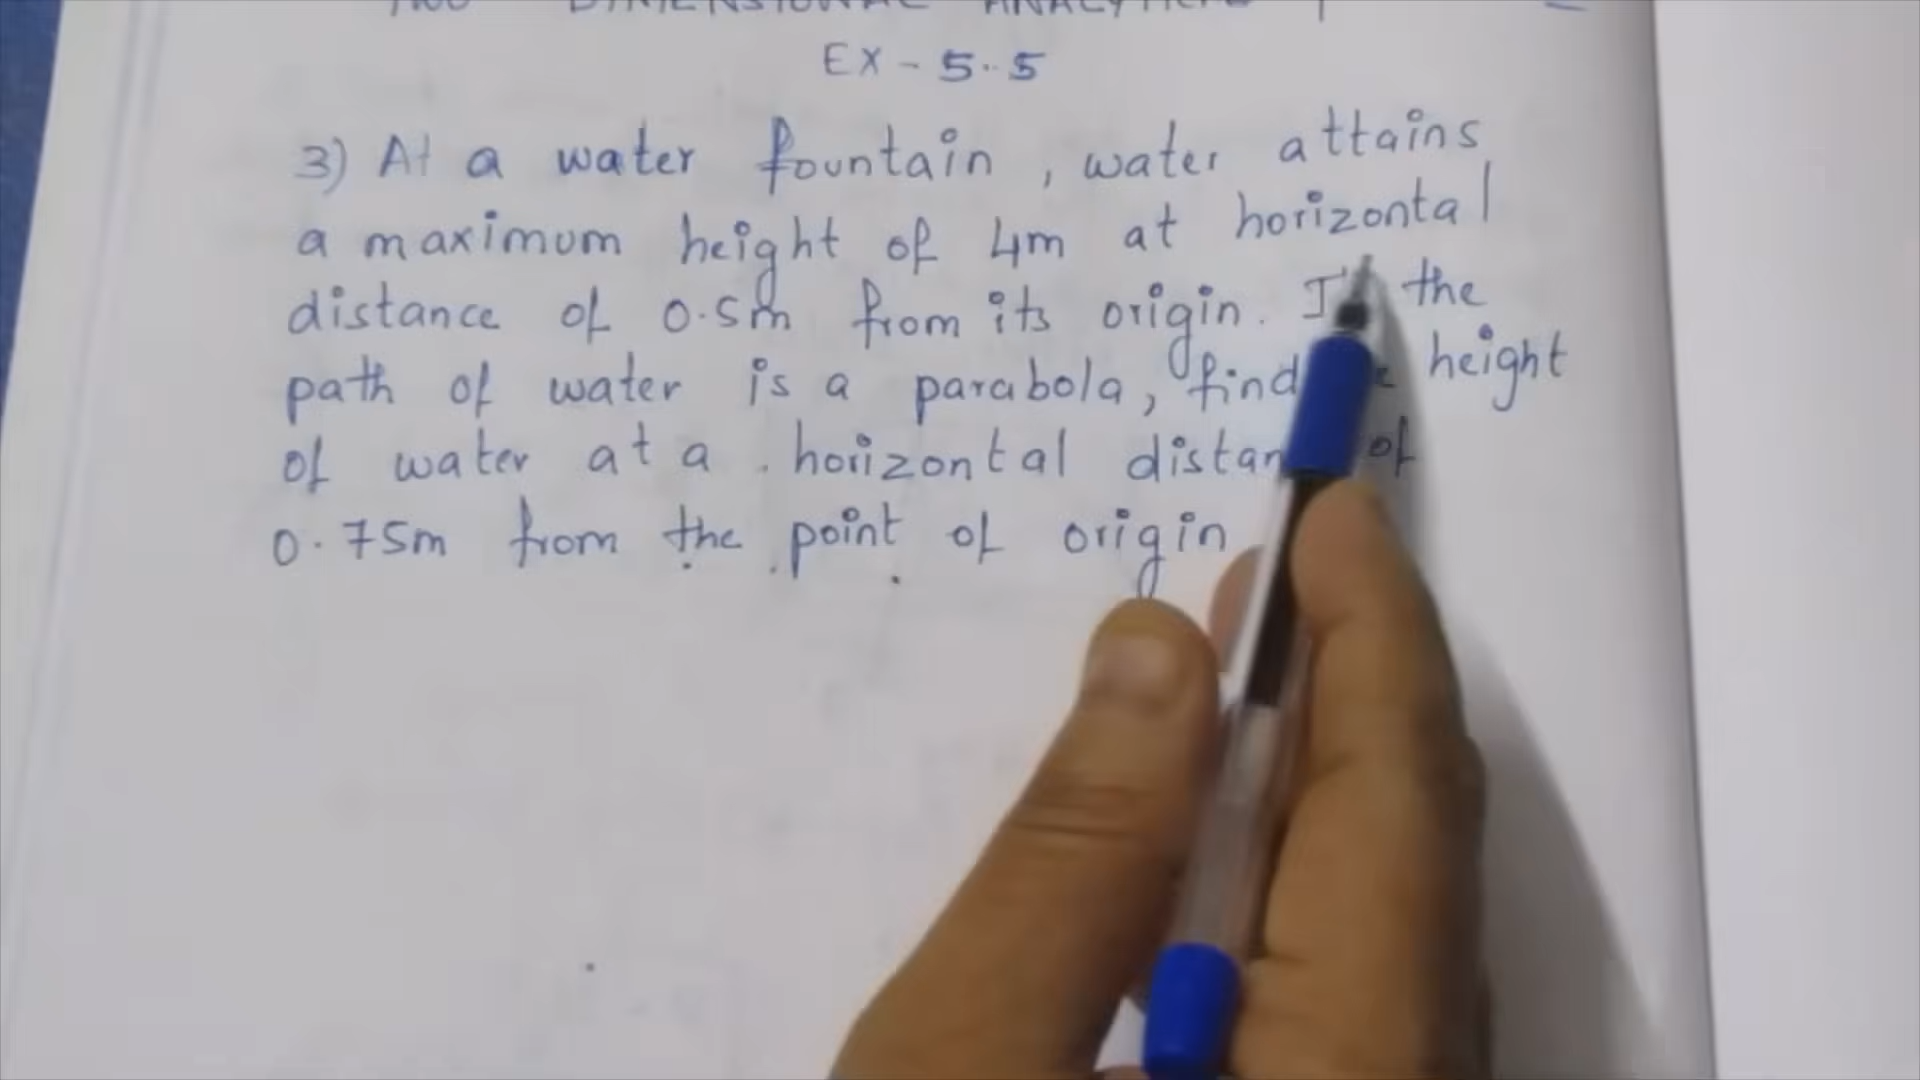 DIMENSIONAL
EX - 5.5
3) At a water fountain, water attains
a maximum height of 4m at horizontal
distance of 0.5m from its origin. the
path of water is a parabola, find height
of water at a horizontal of
0.75m from the point of origin